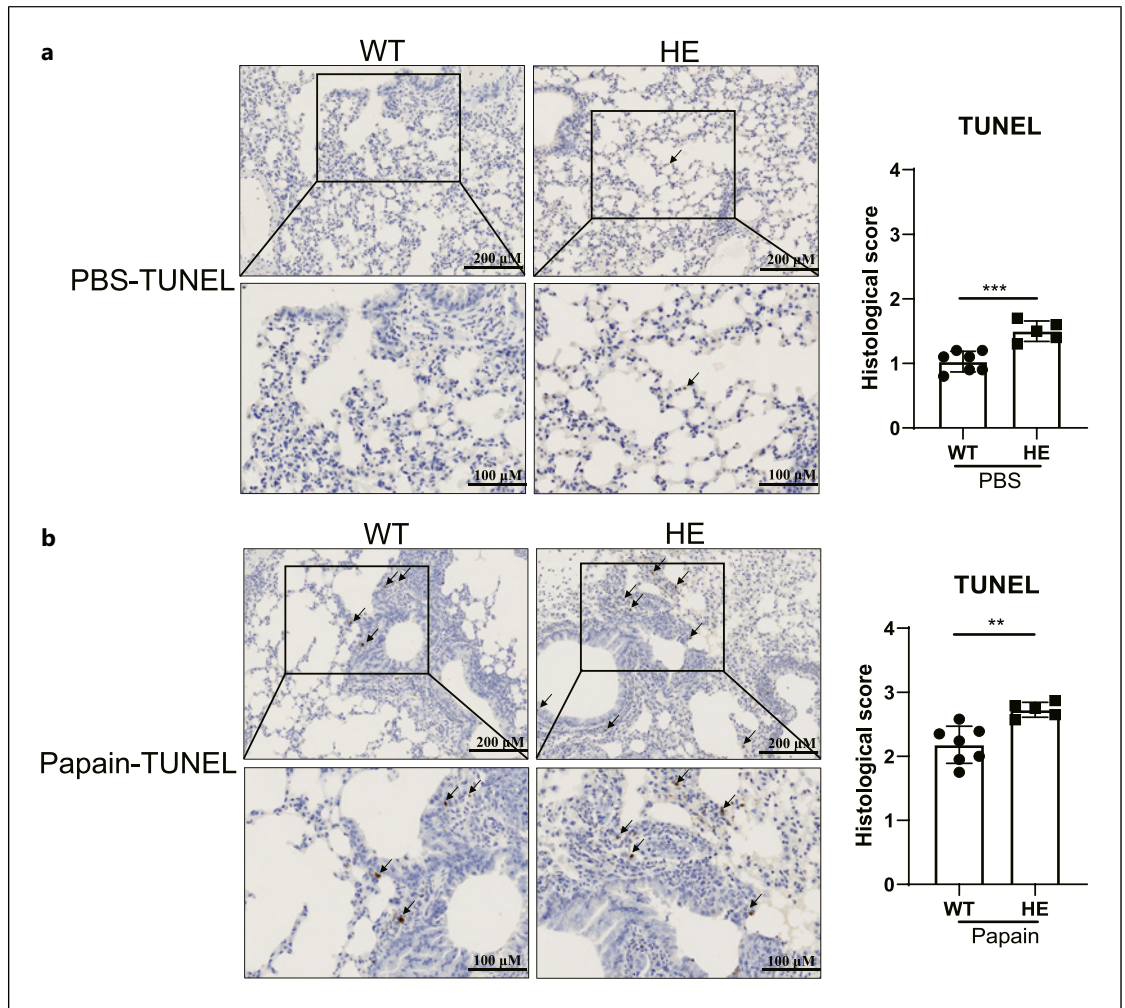 a
WT
HE
PBS-TUNEL
200 μM
200 μM
100 μM
100 μM
TUNEL
Histological score
4
3
2
1
0
***
WT
HE
PBS
b
WT
HE
Papain-TUNEL
200 μM
200 μM
100 μM
100 μM
TUNEL
Histological score
4
3
2
1
0
**
WT
HE
Papain